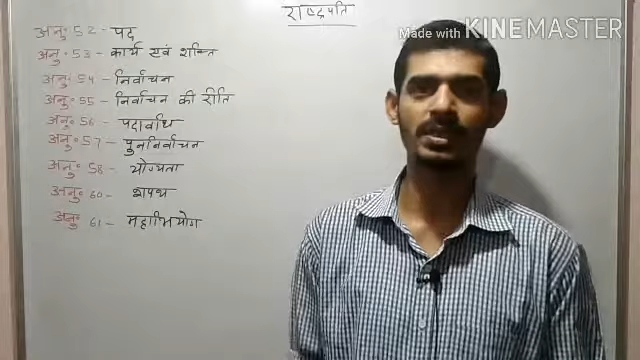 राष्ट्रपति
Made with KINEMASTER
अनु॰ 52 - पद
अनु॰ 53 - कार्य एवं शक्ति
अनु॰ 54 - निर्वाचन
अनु॰ 55 - निर्वाचन की रीति
अनु॰ 56 - पदावधि
अनु॰ 57 - पुननिर्वाचन
अनु॰ 58 - योग्यता
अनु॰ 60 - शपथ
अनु॰ 61 - महाभियोग